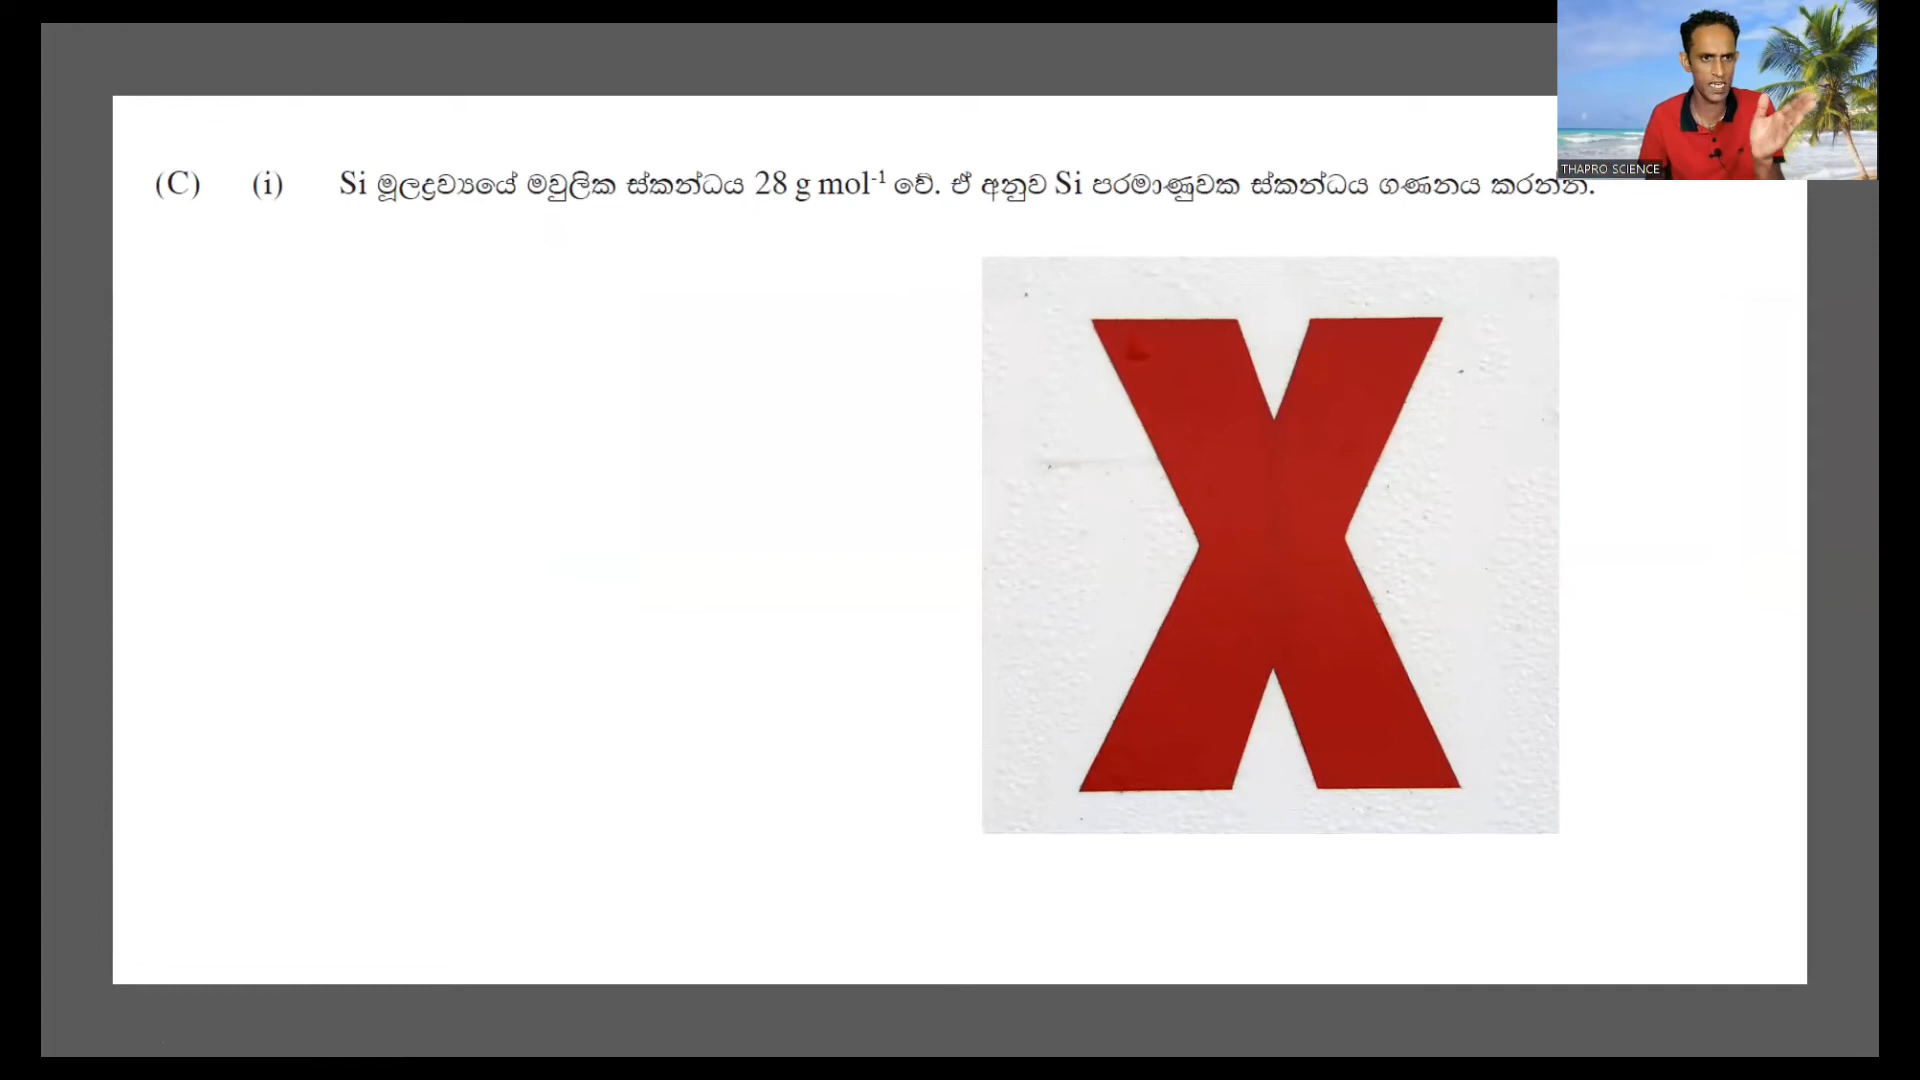 THAPRO SCIENCE
(C) (i) Si මූලද්‍රව්‍යයේ මවුලික ස්කන්ධය 28 g mol⁻¹ වේ. ඒ අනුව Si පරමාණුවක ස්කන්ධය ගණනය කරන්න.
X